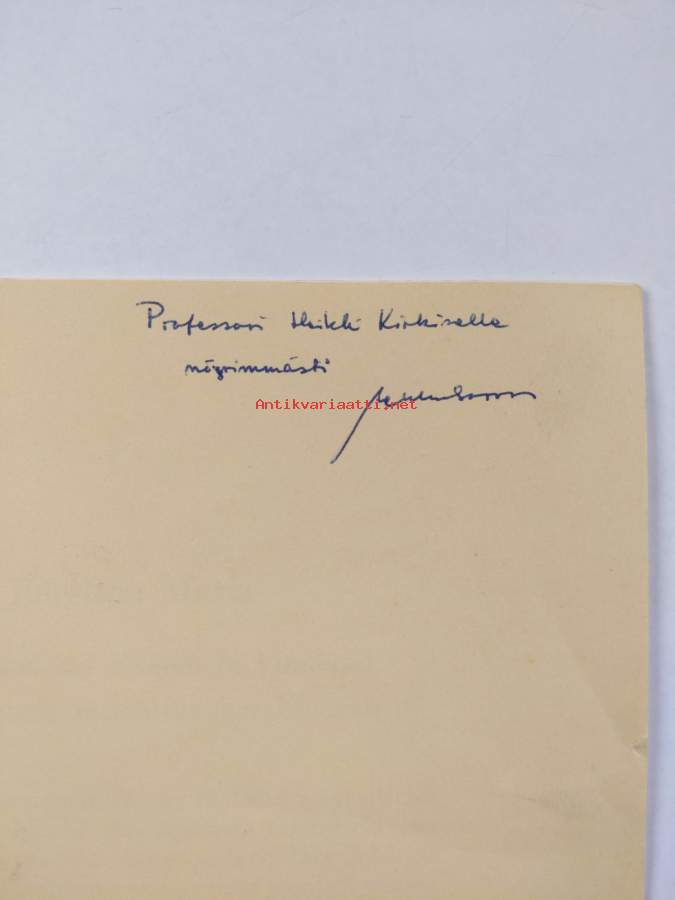 Professori Heikki Kirkiselle
nöyrimmästi
Antikvariaatti.net